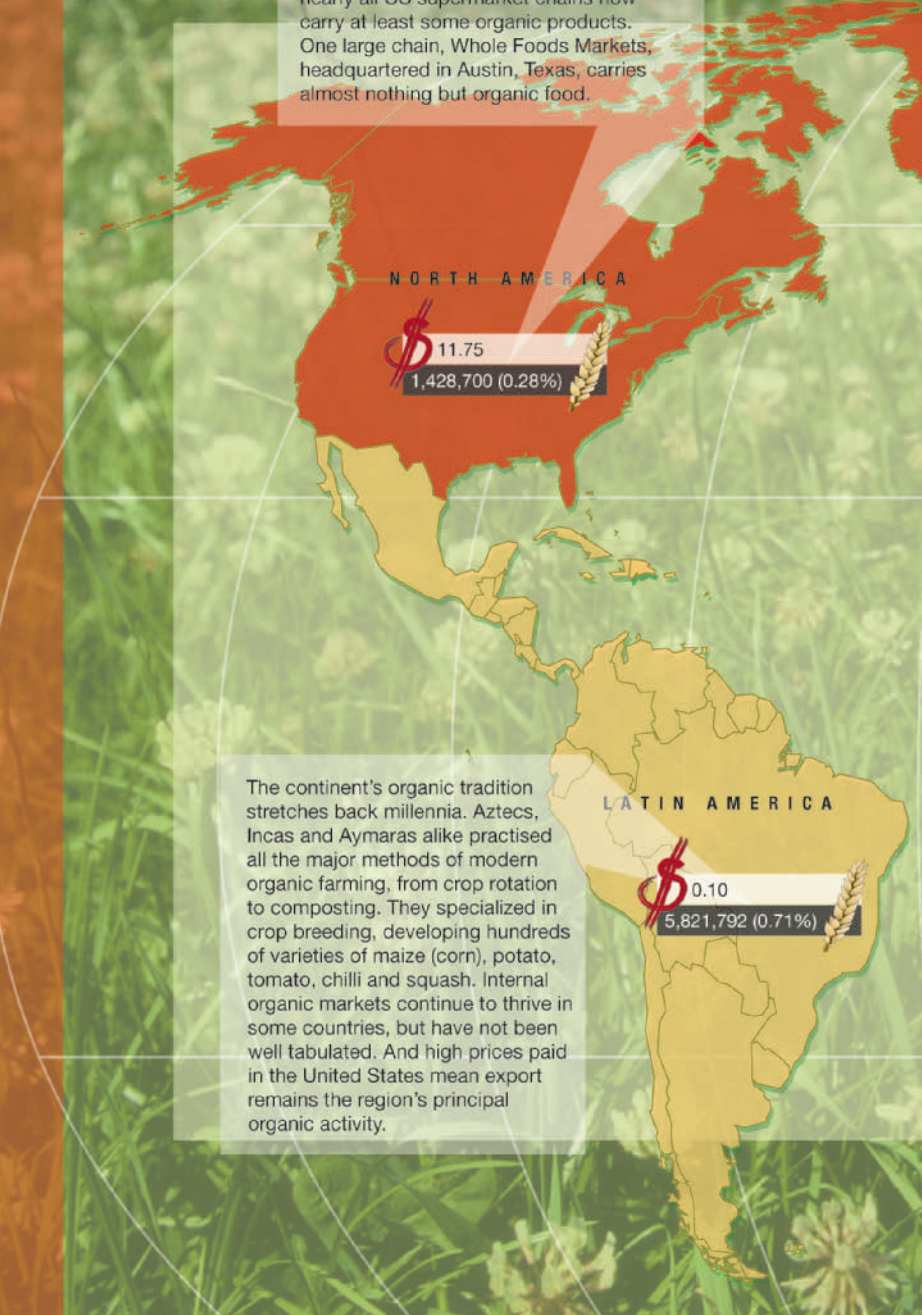 nearly all US supermarket chains now
carry at least some organic products.
One large chain, Whole Foods Markets,
headquartered in Austin, Texas, carries
almost nothing but organic food.
NORTH AMERICA
$ 11.75
1,428,700 (0.28%)
The continent's organic tradition
stretches back millennia. Aztecs,
Incas and Aymaras alike practised
all the major methods of modern
organic farming, from crop rotation
to composting. They specialized in
crop breeding, developing hundreds
of varieties of maize (corn), potato,
tomato, chilli and squash. Internal
organic markets continue to thrive in
some countries, but have not been
well tabulated. And high prices paid
in the United States mean export
remains the region's principal
organic activity.
LATIN AMERICA
$ 0.10
5,821,792 (0.71%)